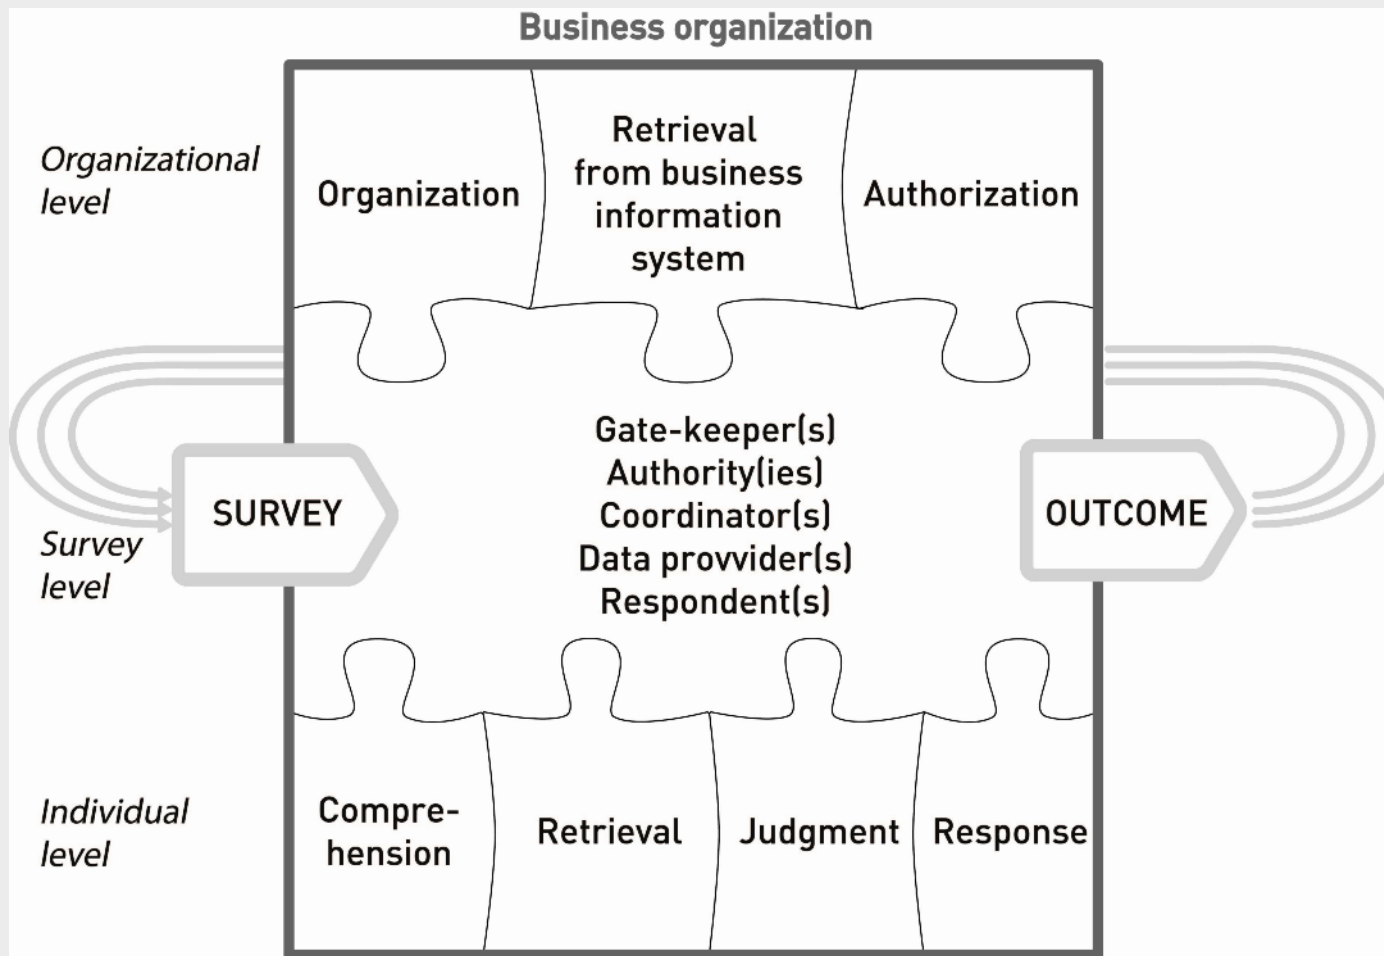 Business organization
Organizational
level
Organization
Retrieval
from business
information
system
Authorization
Survey
level
SURVEY
Gate-keeper(s)
Authority(ies)
Coordinator(s)
Data provvider(s)
Respondent(s)
OUTCOME
Individual
level
Compre-
hension
Retrieval
Judgment
Response